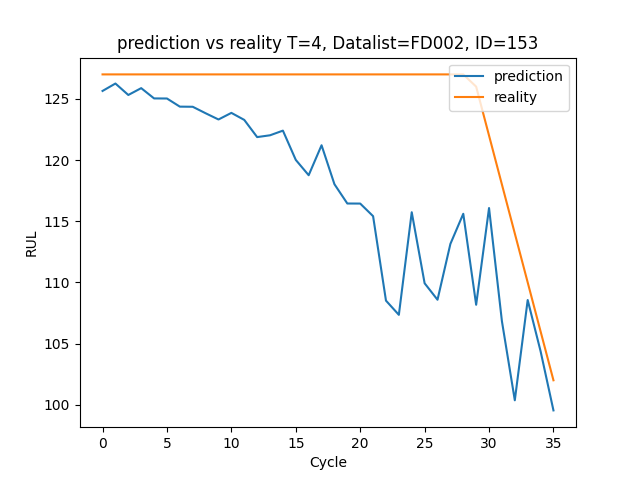 prediction vs reality T=4, Datalist=FD002, ID=153
prediction
reality
RUL
125
120
115
110
105
100
0 5 10 15 20 25 30 35
Cycle